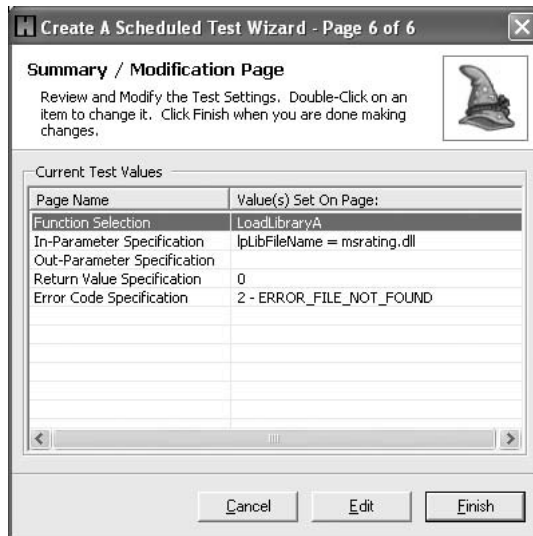 H Create A Scheduled Test Wizard - Page 6 of 6
Summary / Modification Page
Review and Modify the Test Settings. Double-Click on an
item to change it. Click Finish when you are done making
changes.
Current Test Values
Page Name Value(s) Set On Page:
Function Selection LoadLibraryA
In-Parameter Specification lpLibFileName = msrating.dll
Out-Parameter Specification
Return Value Specification 0
Error Code Specification 2 - ERROR_FILE_NOT_FOUND
Cancel Edit Finish